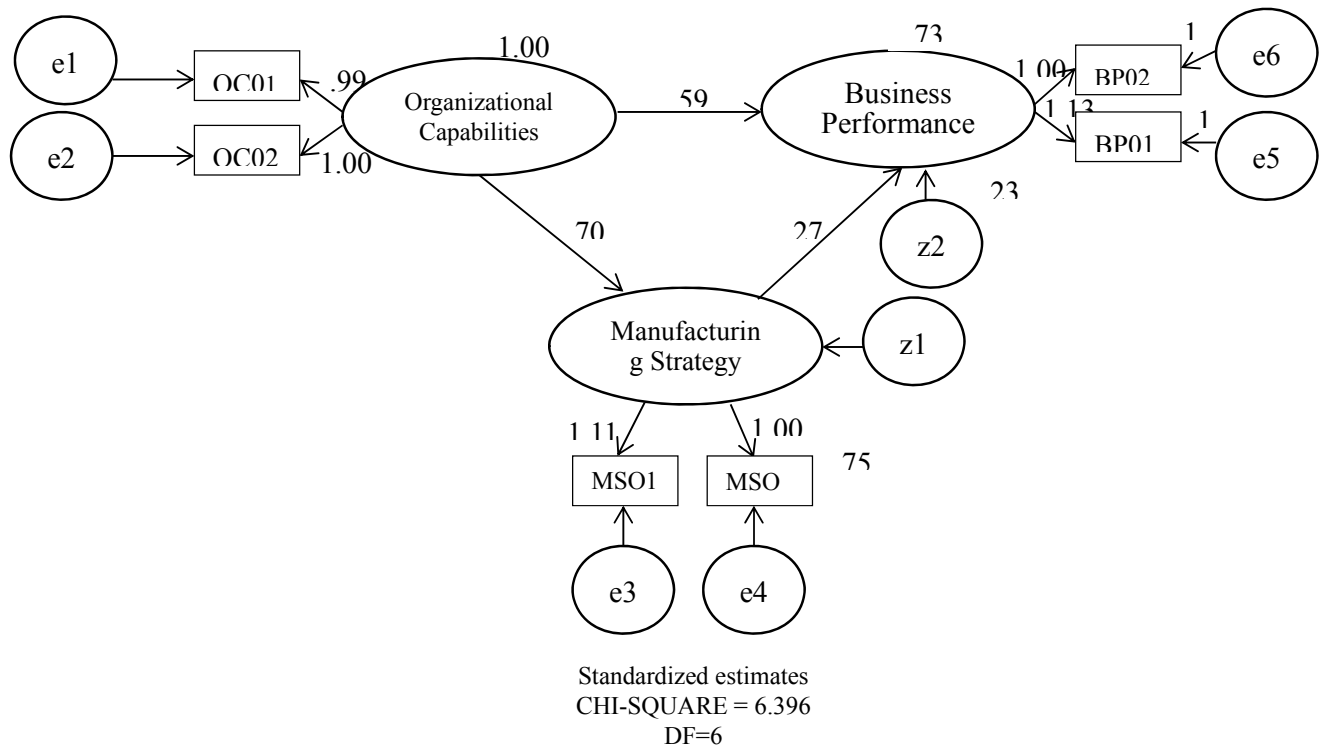 e1
OC01
.99
1.00
Organizational
Capabilities
59
73
Business
Performance
1.00
1.13
BP02
BP01
1
1
e6
e5
e2
OC02
1.00
70
27
23
z2
Manufacturin
g Strategy
z1
1.11
1.00
75
MSO1
MSO
e3
e4
Standardized estimates
CHI-SQUARE = 6.396
DF=6